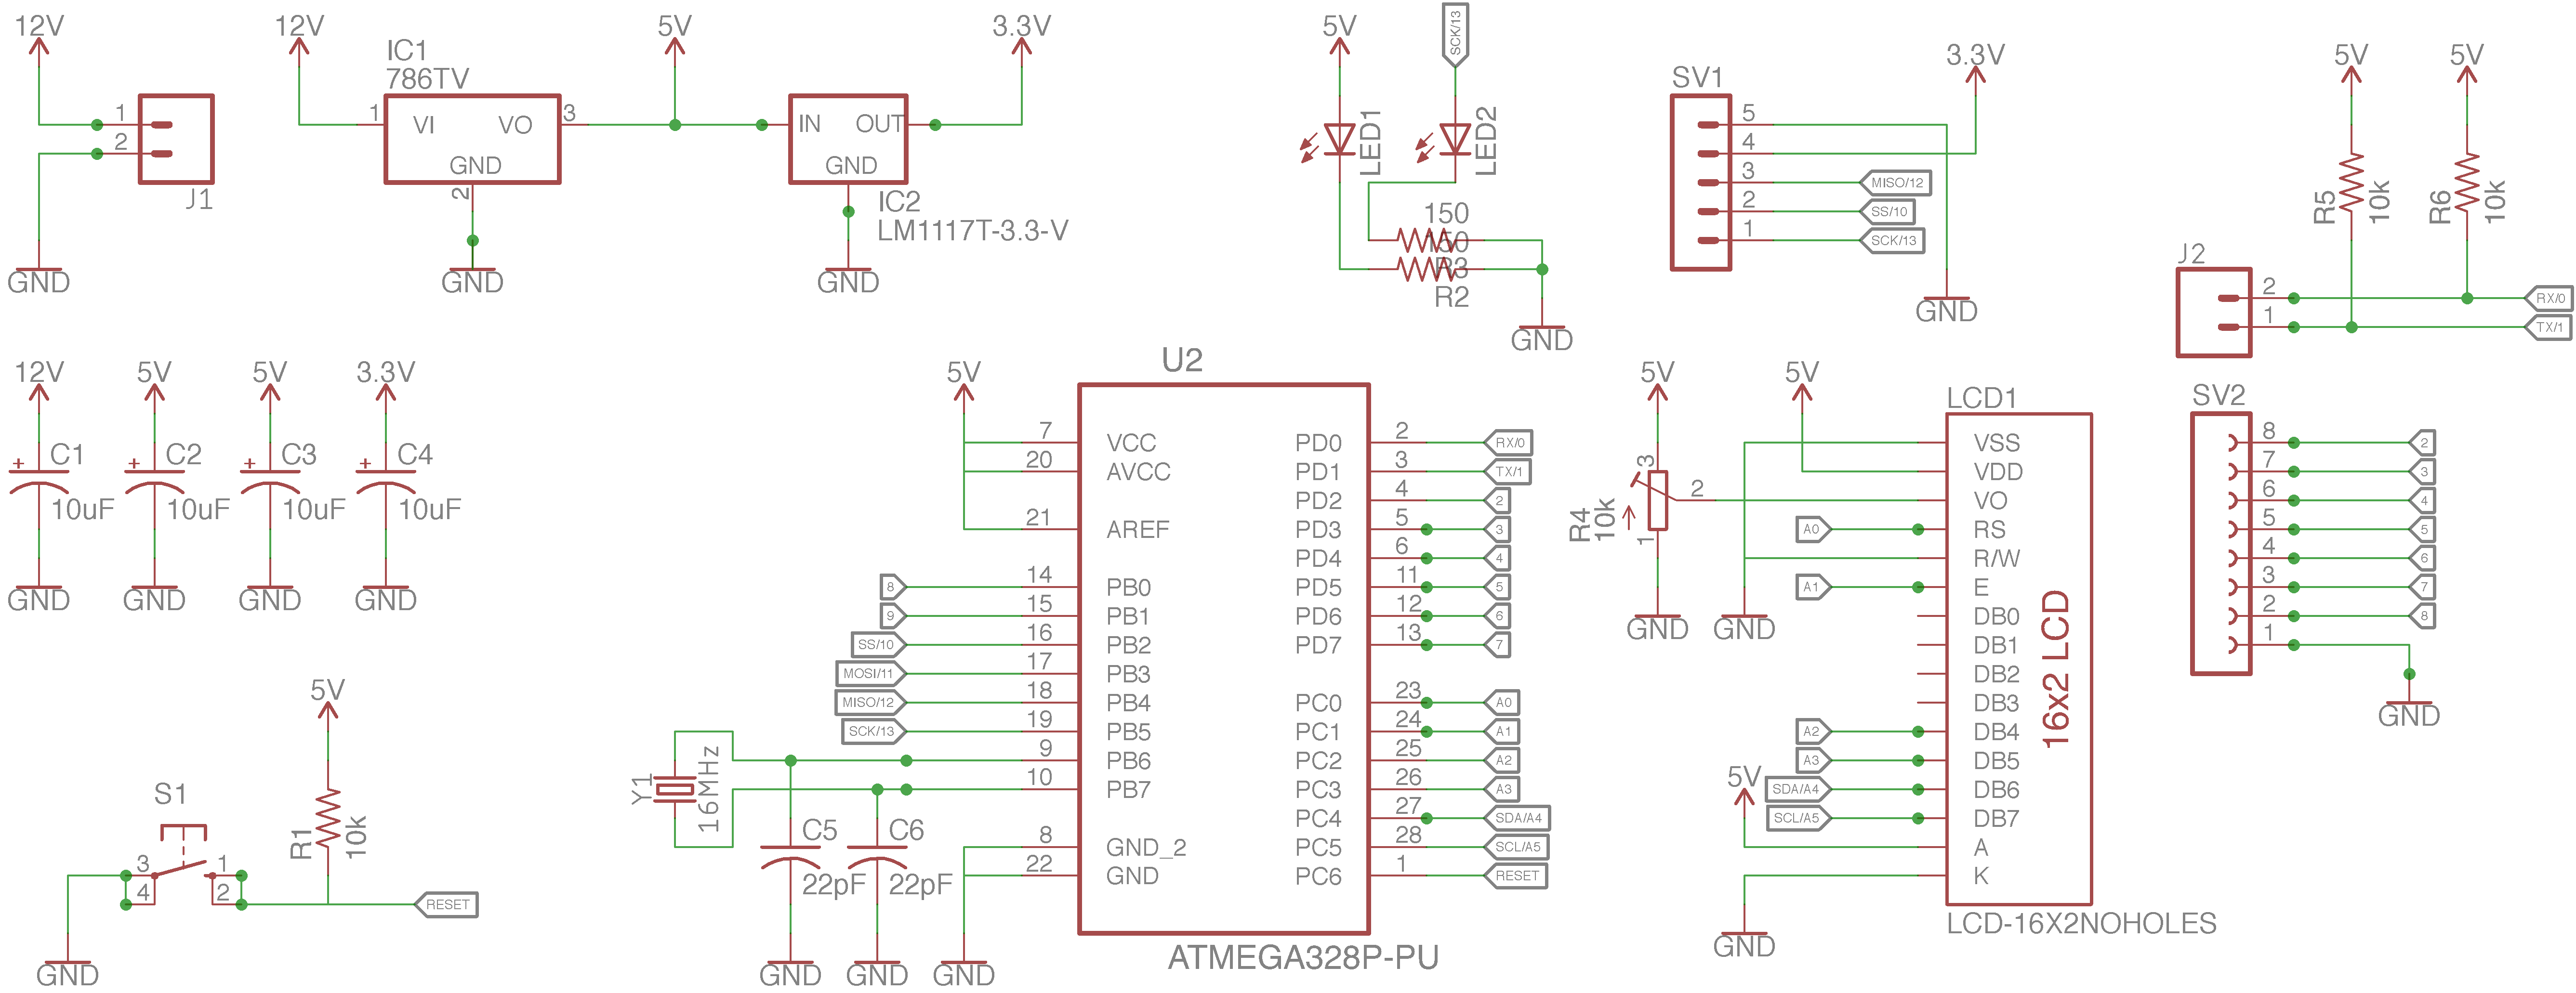 12V
1
2
J1
GND
12V
IC1
786TV
1
VI
VO
3
GND
2
GND
5V
IN
OUT
GND
IC2
LM1117T-3.3-V
GND
3.3V
5V
SCK/13
LED1
LED2
150
150
R3
R2
GND
SV1
5
4
3
2
1
3.3V
MISO/12
SS/10
SCK/13
GND
5V
5V
R5
10k
R6
10k
J2
2
1
RX/0
TX/1
12V
5V
5V
3.3V
+
C1
10uF
+
C2
10uF
+
C3
10uF
+
C4
10uF
GND
GND
GND
GND
5V
R1
10k
S1
3
4
1
2
RESET
GND
U2
5V
7
VCC
20
AVCC
21
AREF
8
14
PB0
9
15
PB1
SS/10
16
PB2
MOSI/11
17
PB3
MISO/12
18
PB4
SCK/13
19
PB5
9
PB6
10
PB7
8
GND_2
22
GND
PD0
2
RX/0
PD1
3
TX/1
PD2
4
2
PD3
5
3
PD4
6
4
PD5
11
5
PD6
12
6
PD7
13
7
PC0
23
A0
PC1
24
A1
PC2
25
A2
PC3
26
A3
PC4
27
SDA/A4
PC5
28
SCL/A5
PC6
1
RESET
ATMEGA328P-PU
Y1
16MHz
C5
22pF
C6
22pF
GND
GND
GND
5V
3
2
1
R4
10k
GND
5V
GND
LCD1
VSS
VDD
VO
A0
RS
R/W
A1
E
DB0
DB1
DB2
DB3
A2
DB4
A3
DB5
SDA/A4
DB6
SCL/A5
DB7
5V
A
K
GND
16x2 LCD
LCD-16X2NOHOLES
SV2
8
2
7
3
6
4
5
5
4
6
3
7
2
8
1
GND